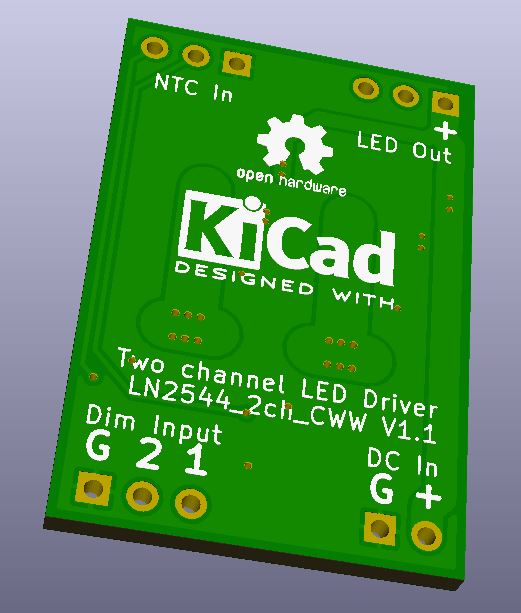 NTC In
+
LED Out
open hardware
KiCad
DESIGNED WITH
Two channel LED Driver
LN2544_2ch_CWW V1.1
Dim Input
G 2 1
DC In
G +